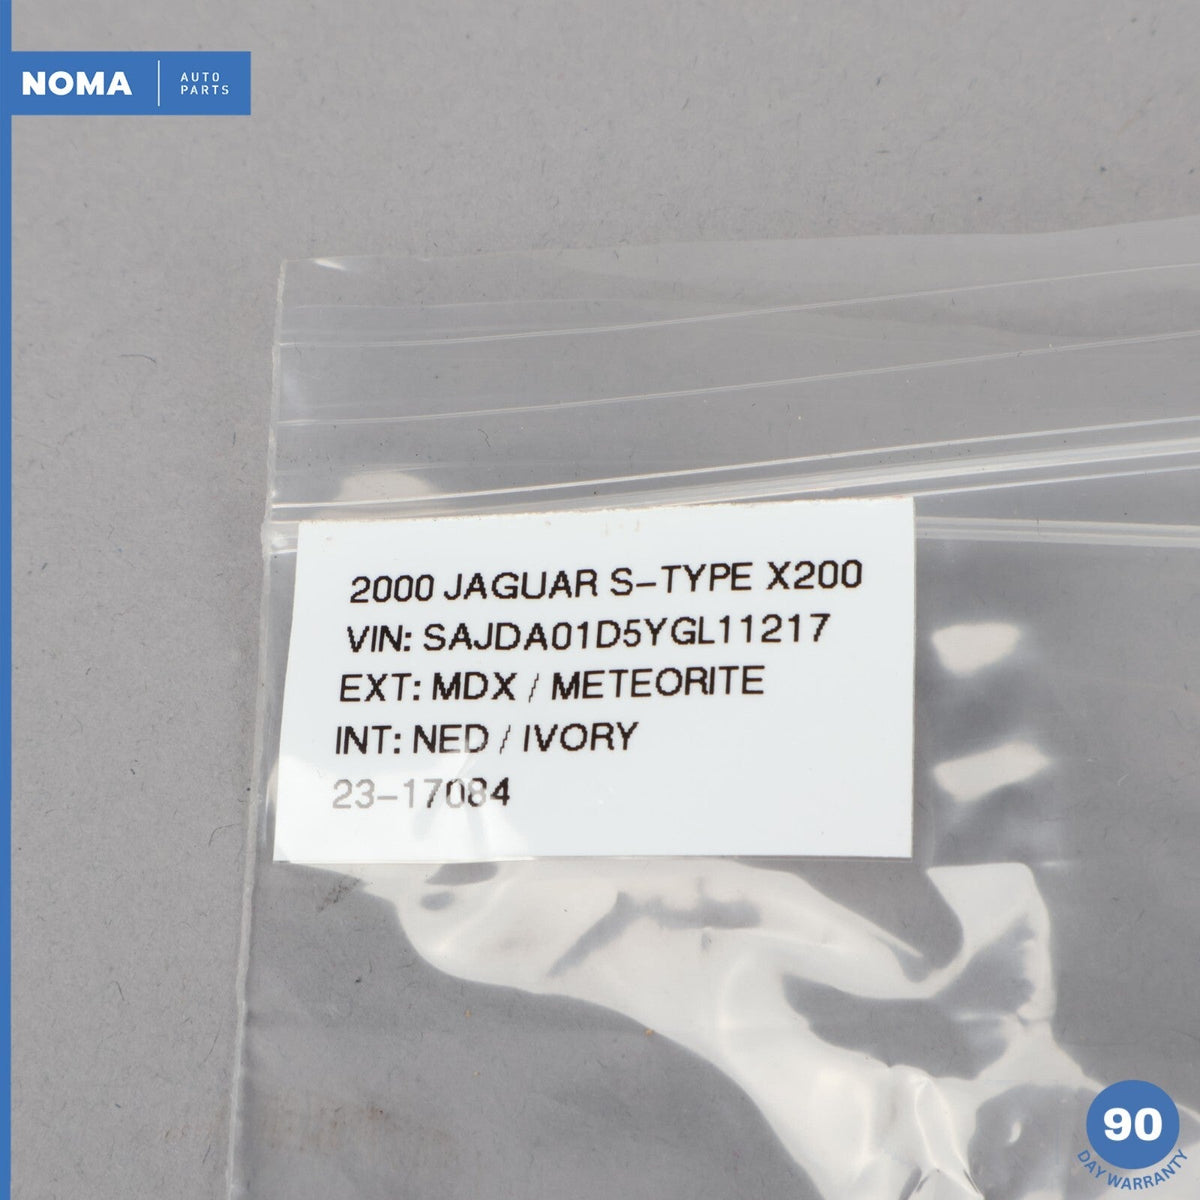 NOMA
AUTO
PARTS
2000 JAGUAR S-TYPE X200
VIN: SAJDA01D5YGL11217
EXT: MDX / METEORITE
INT: NED / IVORY
23-17084
90
DAY WARRANTY